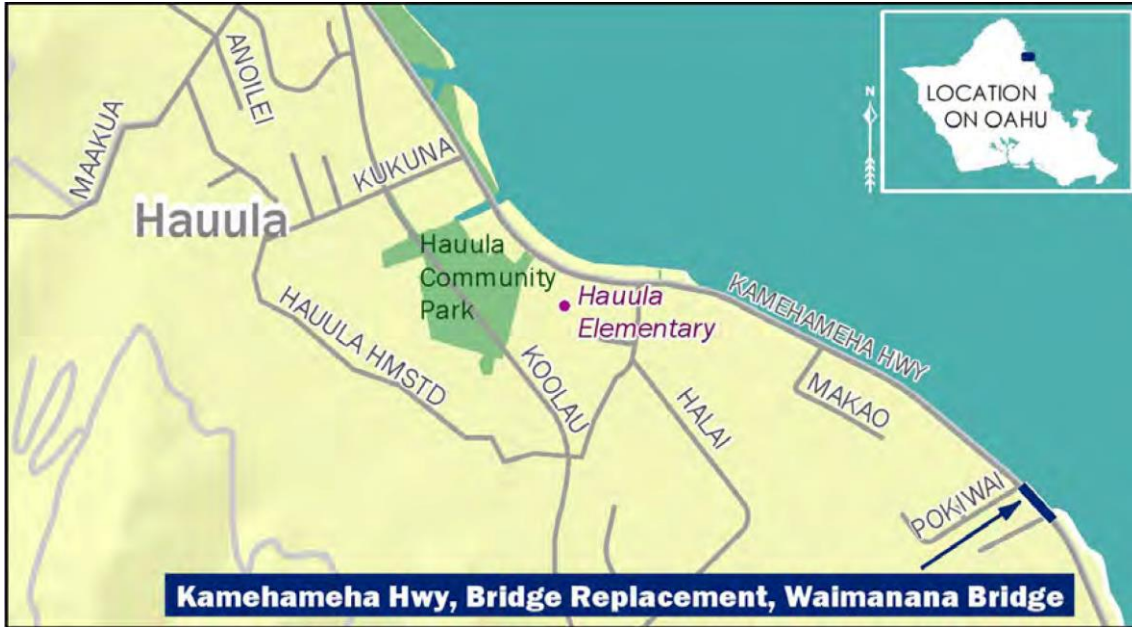 ANOILEI
MAAKUA
KUKUNA
Hauula
Hauula
Community
Park
Hauula
Elementary
HAUULA HMSTD
KOOLAU
HALAI
KAMEHAMEHA HWY
MAKAO
POKIWAI
N
LOCATION
ON OAHU
Kamehameha Hwy, Bridge Replacement, Waimanana Bridge